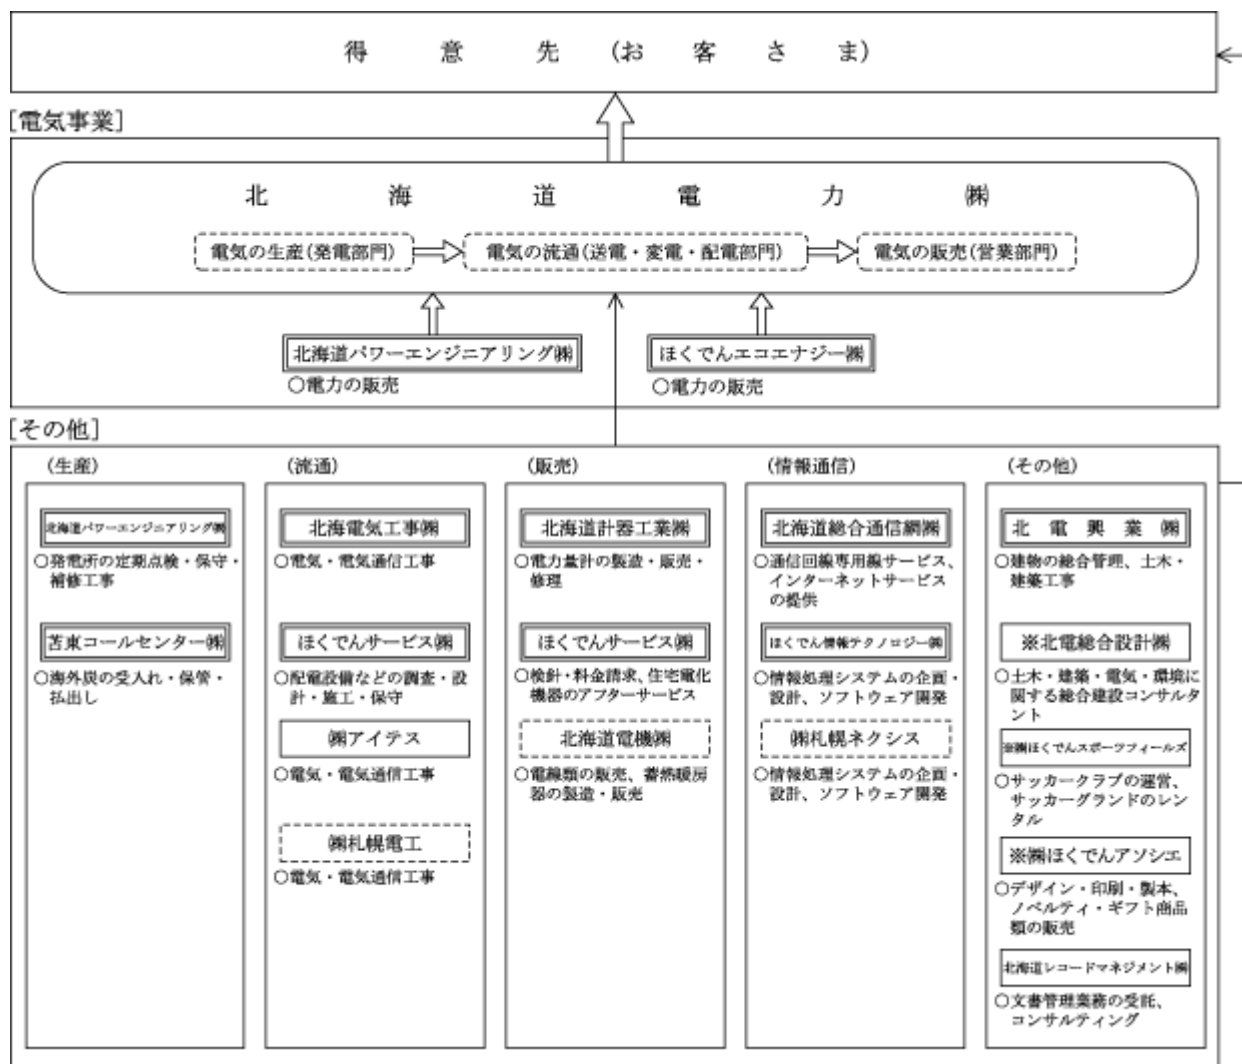 得意先(お客さま)
[電気事業]
北海道電力㈱
電気の生産(発電部門)
電気の流通(送電・変電・配電部門)
電気の販売(営業部門)
北海道パワーエンジニアリング㈱
○電力の販売
ほくでんエコエナジー㈱
○電力の販売
[その他]
(生産)
北海道パワーエンジニアリング㈱
○発電所の定期点検・保守・
補修工事
苫東コールセンター㈱
○海外炭の受入れ・保管・
払出し
(流通)
北海電気工事㈱
○電気・電気通信工事
ほくでんサービス㈱
○配電設備などの調査・設
計・施工・保守
㈱アイテス
○電気・電気通信工事
㈱札幌電工
○電気・電気通信工事
(販売)
北海道計器工業㈱
○電力量計の製造・販売・
修理
ほくでんサービス㈱
○検針・料金請求、住宅電化
機器のアフターサービス
北海道電機㈱
○電線類の販売、蓄熱暖房
器の製造・販売
(情報通信)
北海道総合通信網㈱
○通信回線専用線サービス、
インターネットサービス
の提供
ほくでん情報テクノロジー㈱
○情報処理システムの企画・
設計、ソフトウェア開発
㈱札幌ネクシス
○情報処理システムの企画・
設計、ソフトウェア開発
(その他)
北電興業㈱
○建物の総合管理、土木・
建築工事
※北電総合設計㈱
○土木・建築・電気・環境に
関する総合建設コンサルタ
ント
※㈱ほくでんスポーツフィールズ
○サッカークラブの運営、
サッカーグランドのレン
タル
※㈱ほくでんアソシエ
○デザイン・印刷・製本、
ノベルティ・ギフト商品
類の販売
北海道レコードマネジメント㈱
○文書管理業務の受託、
コンサルティング